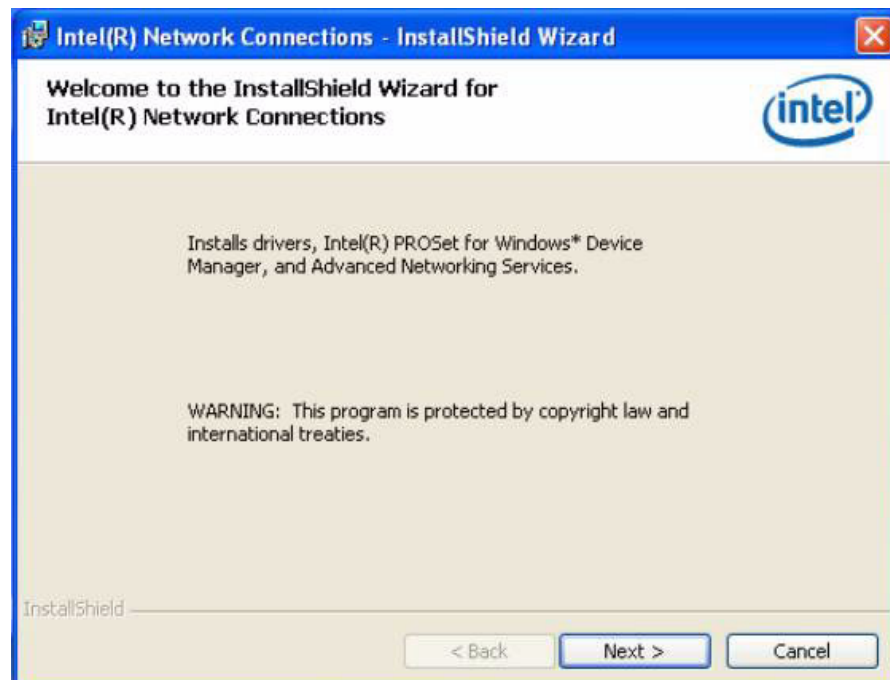 Intel(R) Network Connections - InstallShield Wizard
Welcome to the InstallShield Wizard for
Intel(R) Network Connections
intel
Installs drivers, Intel(R) PROSet for Windows* Device
Manager, and Advanced Networking Services.
WARNING: This program is protected by copyright law and
international treaties.
InstallShield
< Back
Next >
Cancel